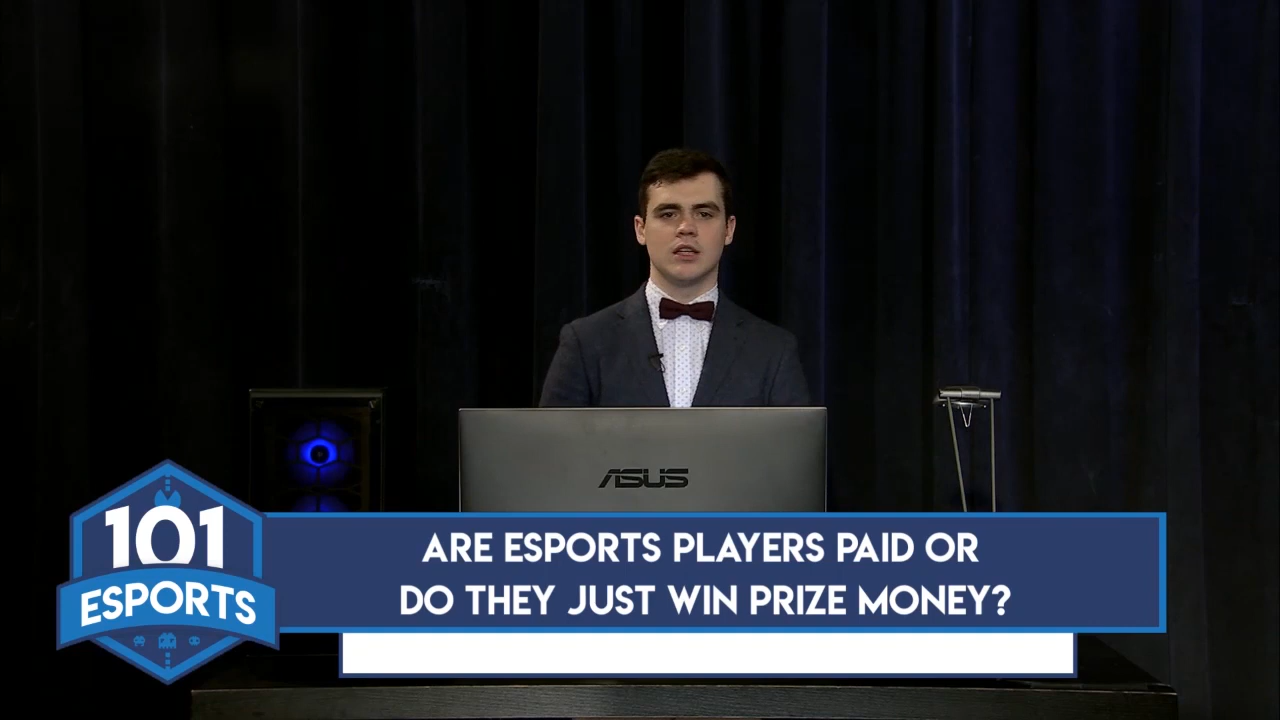 ASUS
101
ESPORTS
ARE ESPORTS PLAYERS PAID OR
DO THEY JUST WIN PRIZE MONEY?